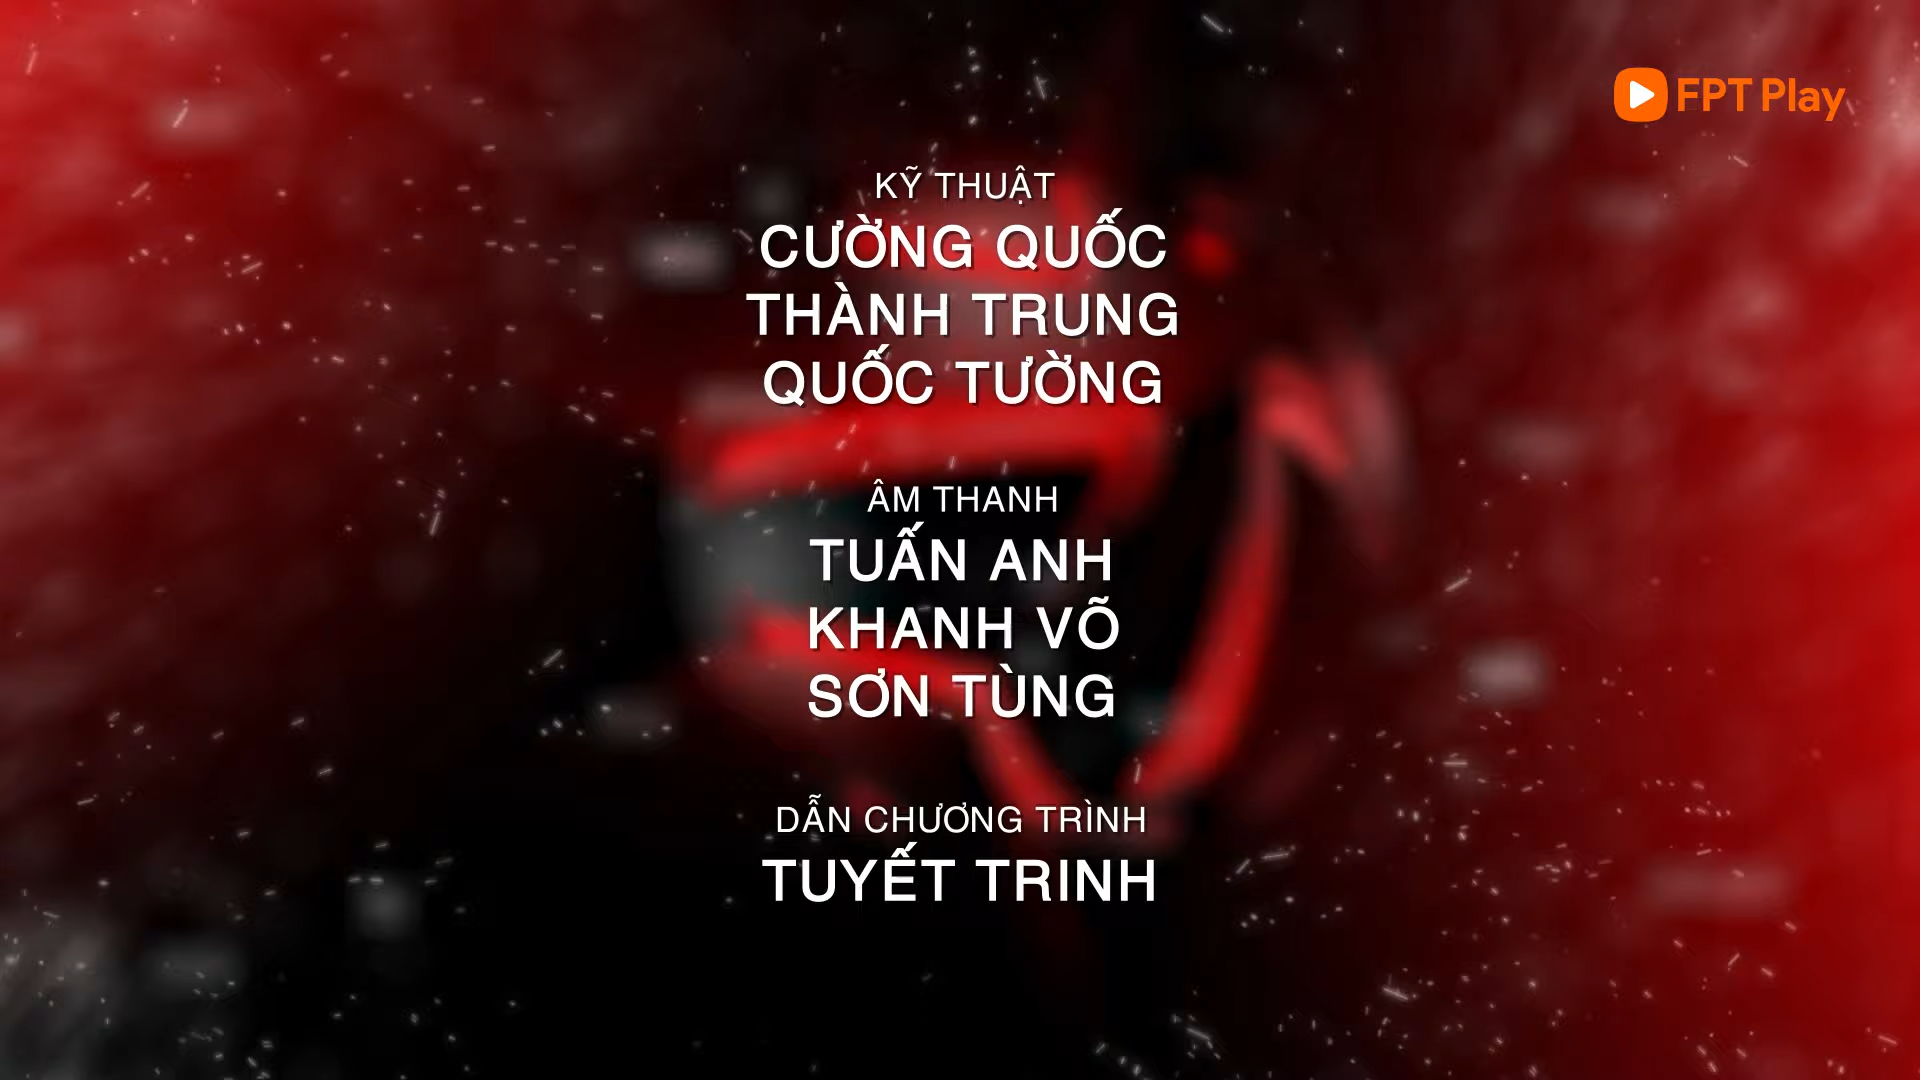 FPT Play
KỸ THUẬT
CƯỜNG QUỐC
THÀNH TRUNG
QUỐC TƯỜNG
ÂM THANH
TUẤN ANH
KHANH VÕ
SƠN TÙNG
DẪN CHƯƠNG TRÌNH
TUYẾT TRINH